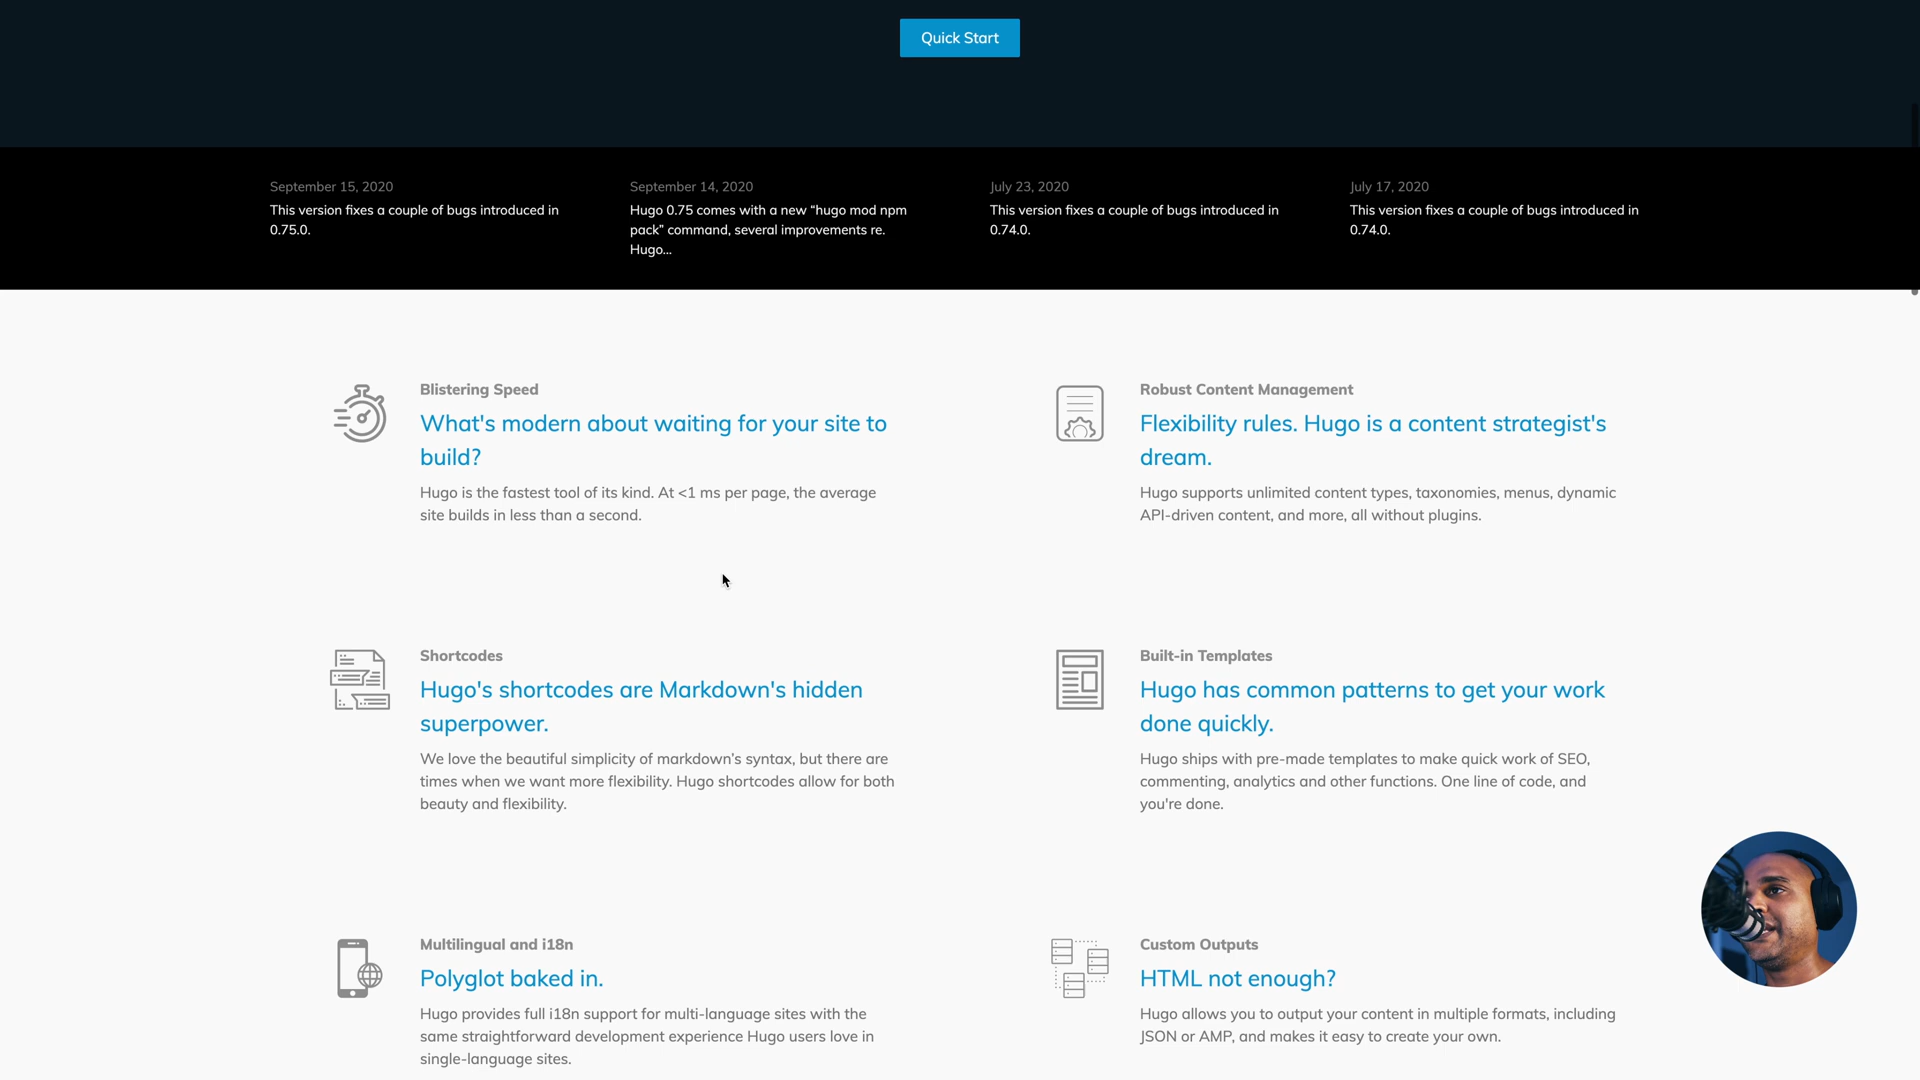 Quick Start
September 15, 2020
This version fixes a couple of bugs introduced in
0.75.0.
September 14, 2020
Hugo 0.75 comes with a new “hugo mod npm
pack” command, several improvements re.
Hugo...
July 23, 2020
This version fixes a couple of bugs introduced in
0.74.0.
July 17, 2020
This version fixes a couple of bugs introduced in
0.74.0.
Blistering Speed
What's modern about waiting for your site to
build?
Hugo is the fastest tool of its kind. At <1 ms per page, the average
site builds in less than a second.
Robust Content Management
Flexibility rules. Hugo is a content strategist's
dream.
Hugo supports unlimited content types, taxonomies, menus, dynamic
API-driven content, and more, all without plugins.
Shortcodes
Hugo's shortcodes are Markdown's hidden
superpower.
We love the beautiful simplicity of markdown’s syntax, but there are
times when we want more flexibility. Hugo shortcodes allow for both
beauty and flexibility.
Built-in Templates
Hugo has common patterns to get your work
done quickly.
Hugo ships with pre-made templates to make quick work of SEO,
commenting, analytics and other functions. One line of code, and
you're done.
Multilingual and i18n
Polyglot baked in.
Hugo provides full i18n support for multi-language sites with the
same straightforward development experience Hugo users love in
single-language sites.
Custom Outputs
HTML not enough?
Hugo allows you to output your content in multiple formats, including
JSON or AMP, and makes it easy to create your own.